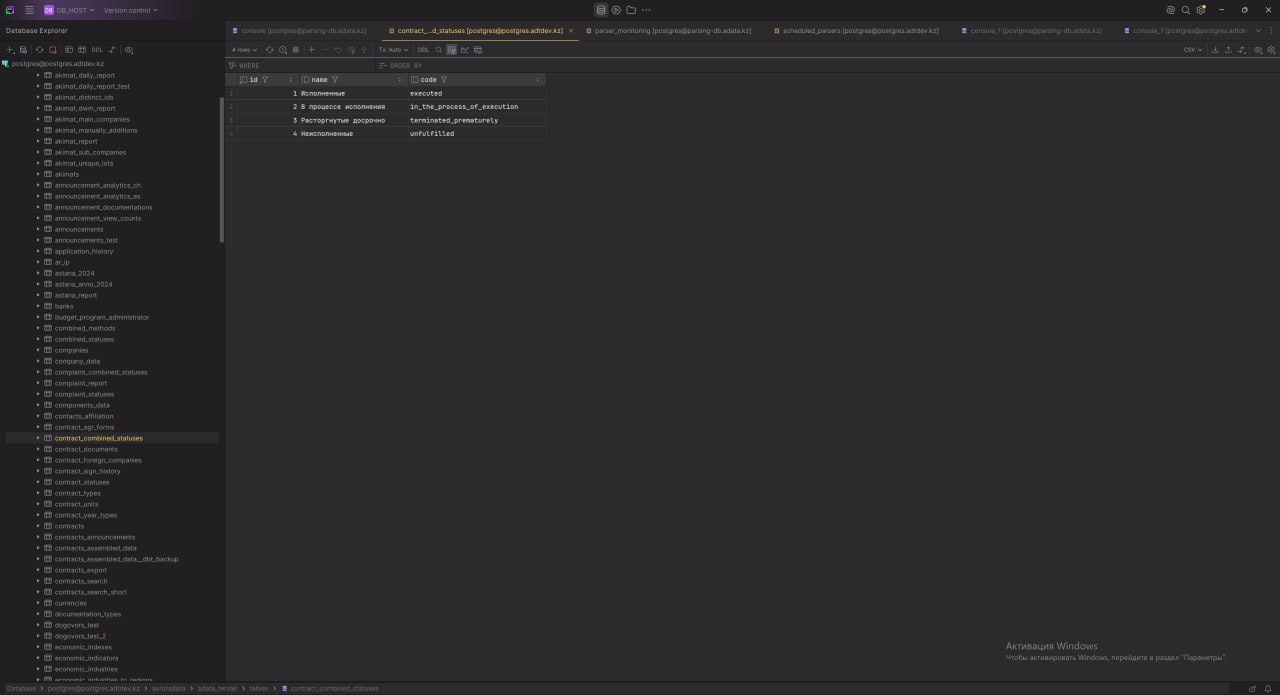 DB DB_HOST Version control
Database Explorer
console [postgres@parsing-db.adata.kz] contract_...d_statuses [postgres@postgres.adtdev.kz] parser_monitoring [postgres@parsing-db.adata.kz] scheduled_parsers [postgres@postgres.adtdev.kz] console_1 [postgres@parsing-db.adata.kz] console_1 [postgres@parsing-db.adata.kz]
DDL 4 rows Tx: Auto DDL CSV
postgres@postgres.adtdev.kz
WHERE ORDER BY
id name code
1 1 Исполненные executed
2 2 В процессе исполнения in_the_process_of_execution
3 3 Расторгнутые досрочно terminated_prematurely
4 4 Неисполненные unfulfilled
akimat_daily_report
akimat_daily_report_test
akimat_distinct_ids
akimat_dwm_report
akimat_main_companies
akimat_manually_additions
akimat_report
akimat_sub_companies
akimat_unique_lots
akimats
announcement_analytics_ch
announcement_analytics_es
announcement_documentations
announcement_view_counts
announcements
announcements_test
application_history
ar_ip
astana_2024
astana_anno_2024
astana_report
banks
budget_program_administrator
combined_methods
combined_statuses
companies
company_data
complaint_combined_statuses
complaint_report
complaint_statuses
components_data
contacts_affiliation
contract_agr_forms
contract_combined_statuses
contract_documents
contract_foreign_companies
contract_sign_history
contract_statuses
contract_types
contract_units
contract_year_types
contracts
contracts_announcements
contracts_assembled_data
contracts_assembled_data__dbt_backup
contracts_export
contracts_search
contracts_search_short
currencies
documentation_types
dogovors_test
dogovors_test_2
economic_indexes
economic_indicators
economic_industries
economic_industries_to_regions
Активация Windows
Чтобы активировать Windows, перейдите в раздел "Параметры".
Database postgres@postgres.adtdev.kz avroradata adata_tender tables contract_combined_statuses